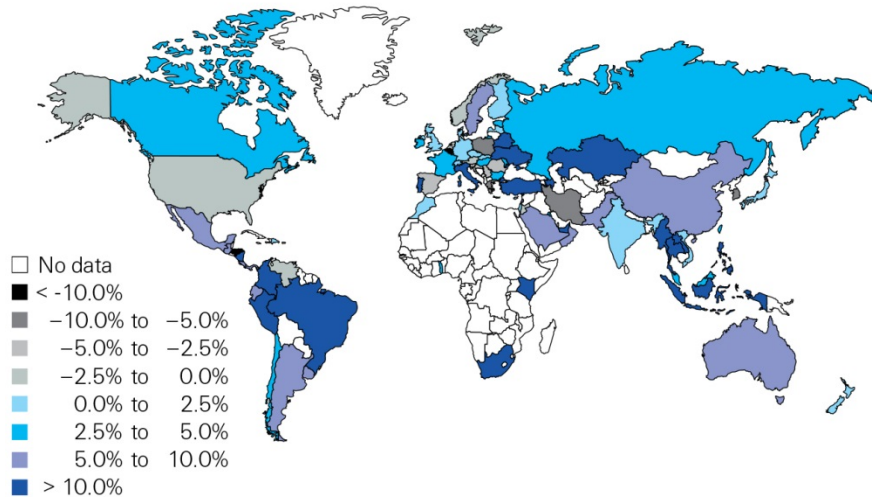 No data
< -10.0%
−10.0% to −5.0%
−5.0% to −2.5%
−2.5% to 0.0%
0.0% to 2.5%
2.5% to 5.0%
5.0% to 10.0%
> 10.0%